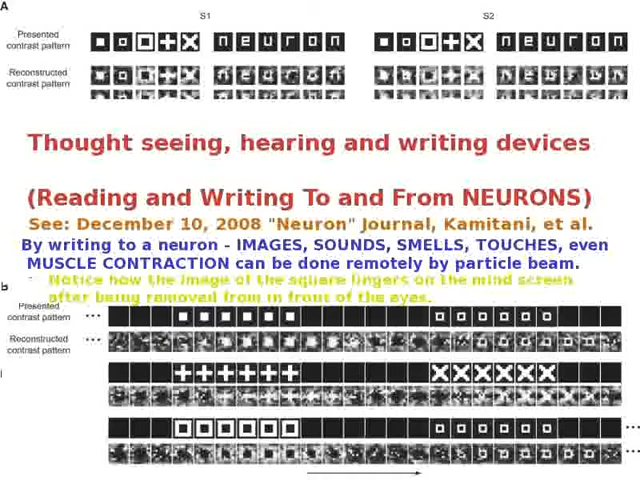 A
S1 S2
Presented contrast pattern
neuron neuron
Reconstructed contrast pattern
Thought seeing, hearing and writing devices
(Reading and Writing To and From NEURONS)
See: December 10, 2008 "Neuron" Journal, Kamitani, et al.
By writing to a neuron - IMAGES, SOUNDS, SMELLS, TOUCHES, even
MUSCLE CONTRACTION can be done remotely by particle beam.
Notice how the image of the square lingers on the mind screen
after being removed from in front of the eyes.
B
Presented contrast pattern
Reconstructed contrast pattern